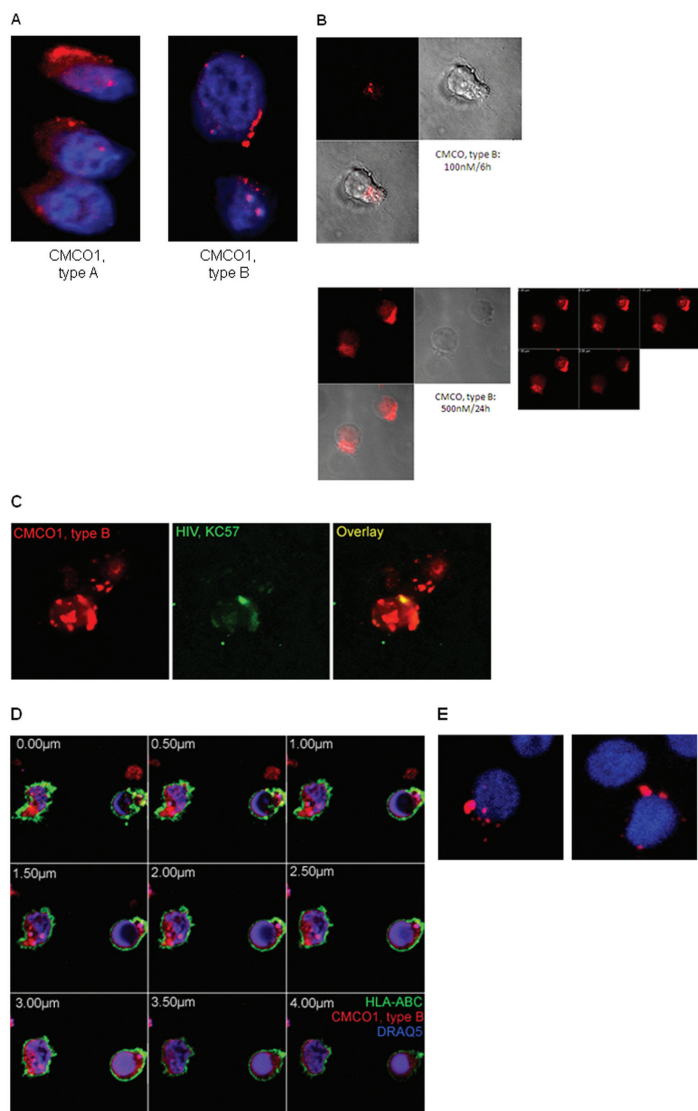 A
B
CMCO1,
type A
CMCO1,
type B
CMCO, type B:
100nM/6h
CMCO, type B:
500nM/24h
C
CMCO1, type B
HIV, KC57
Overlay
D
E
0.00µm
0.50µm
1.00µm
1.50µm
2.00µm
2.50µm
3.00µm
3.50µm
4.00µm
HLA-ABC
CMCO1, type B
DRAQ5